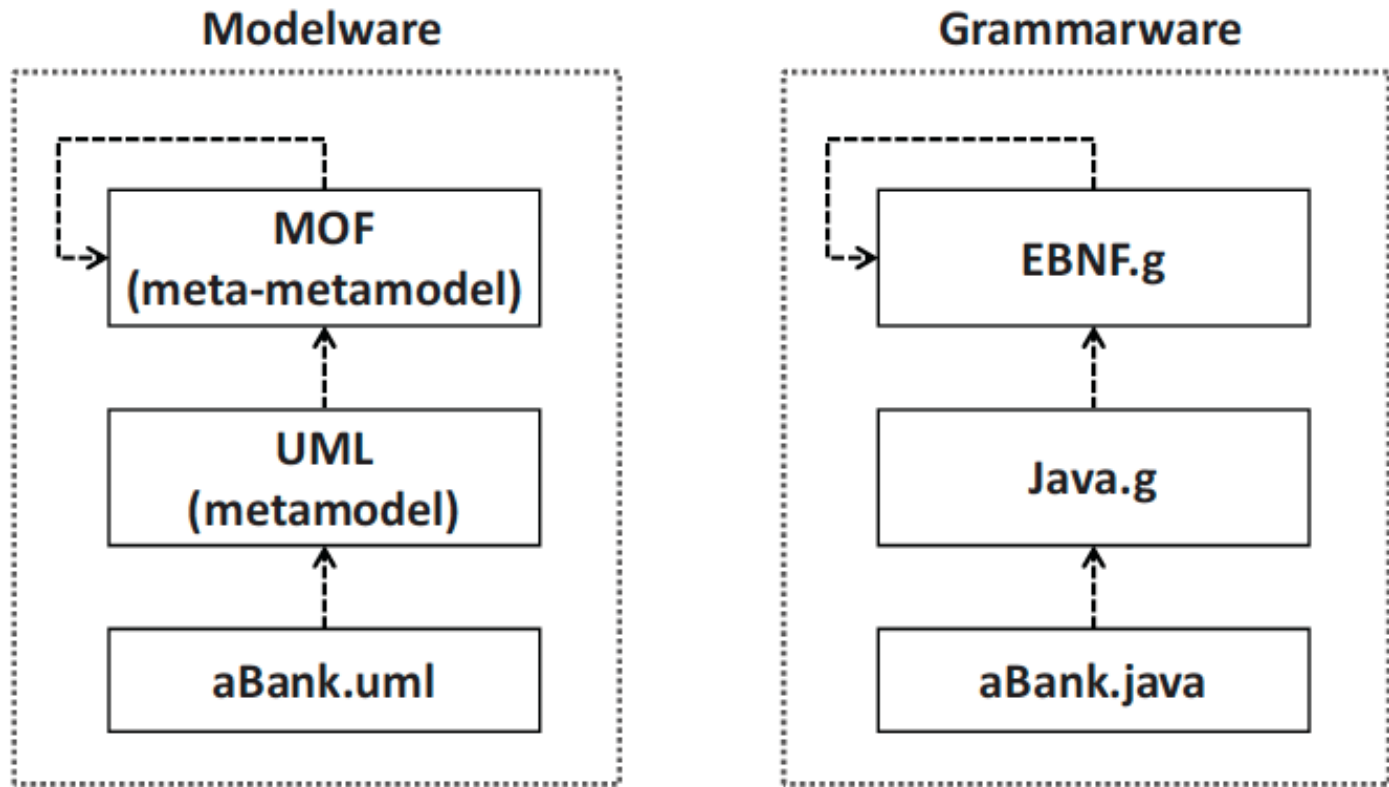 Modelware
MOF
(meta-metamodel)
UML
(metamodel)
aBank.uml
Grammarware
EBNF.g
Java.g
aBank.java